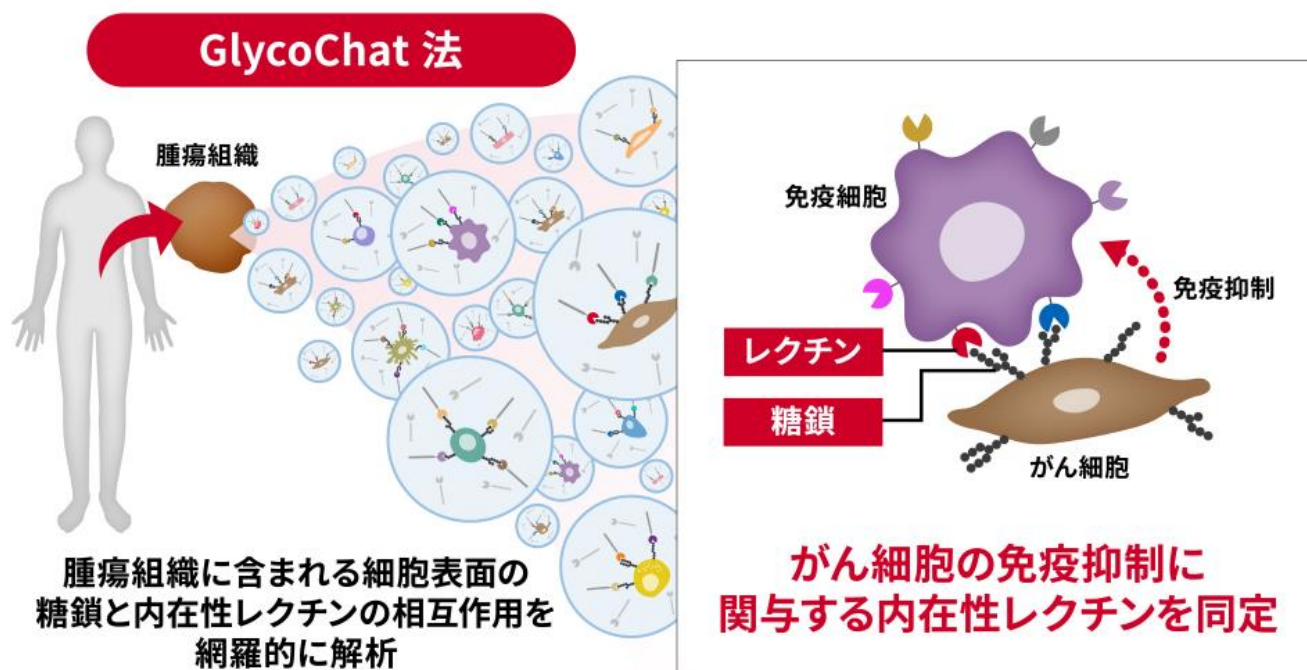 GlycoChat 法
腫瘍組織
腫瘍組織に含まれる細胞表面の
糖鎖と内在性レクチンの相互作用を
網羅的に解析
免疫細胞
免疫抑制
レクチン
糖鎖
がん細胞
がん細胞の免疫抑制に
関与する内在性レクチンを同定